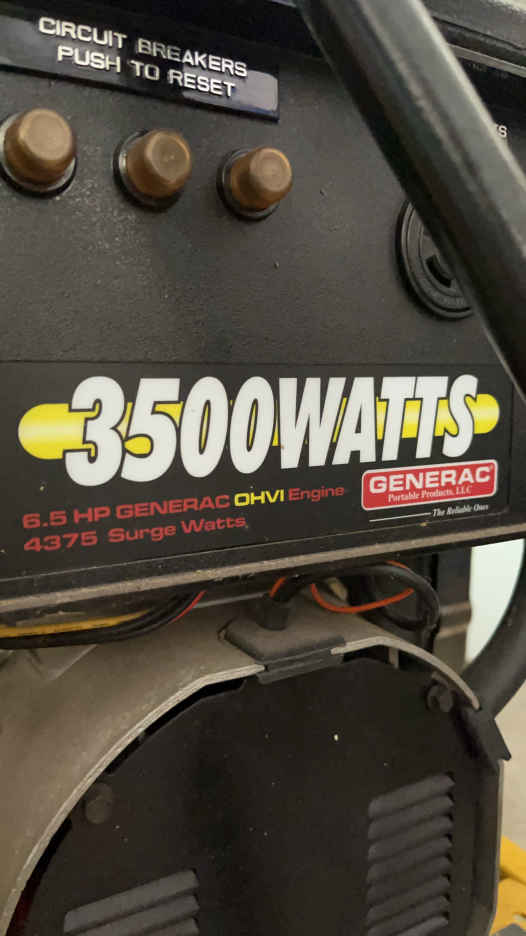 CIRCUIT BREAKERS
PUSH TO RESET
3500WATTS
6.5 HP GENERAC OHVI Engine
4375 Surge Watts
GENERAC
Portable Products, LLC
The Reliable Ones